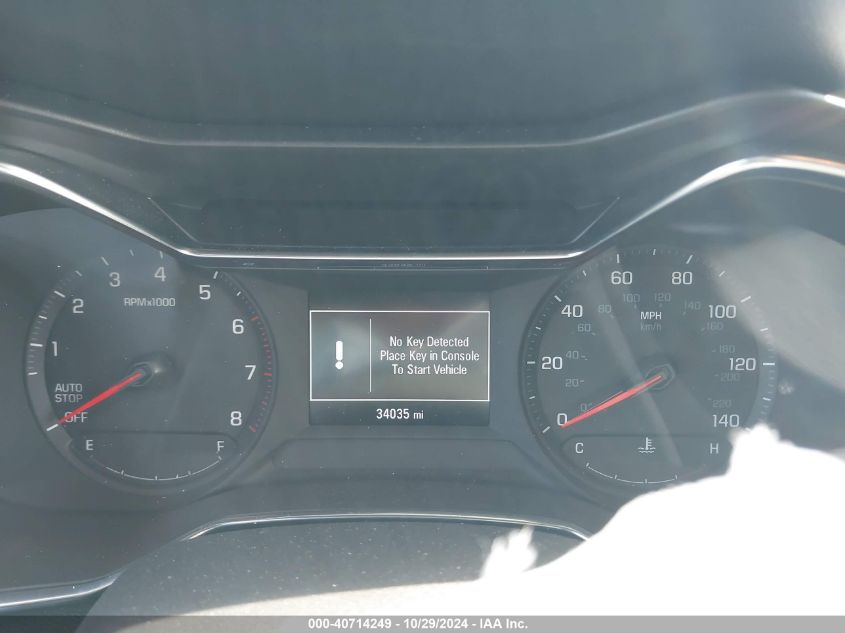 1 2 3 4 5 6 7 8
RPMx1000
AUTO
STOP
OFF
E F
No Key Detected
Place Key in Console
To Start Vehicle
34035 mi
0 20 40 60 80 100 120 140
MPH
km/h
0 20 40 60 80 100 120 140 160 180 200 220
C H
000-40714249 - 10/29/2024 - IAA Inc.